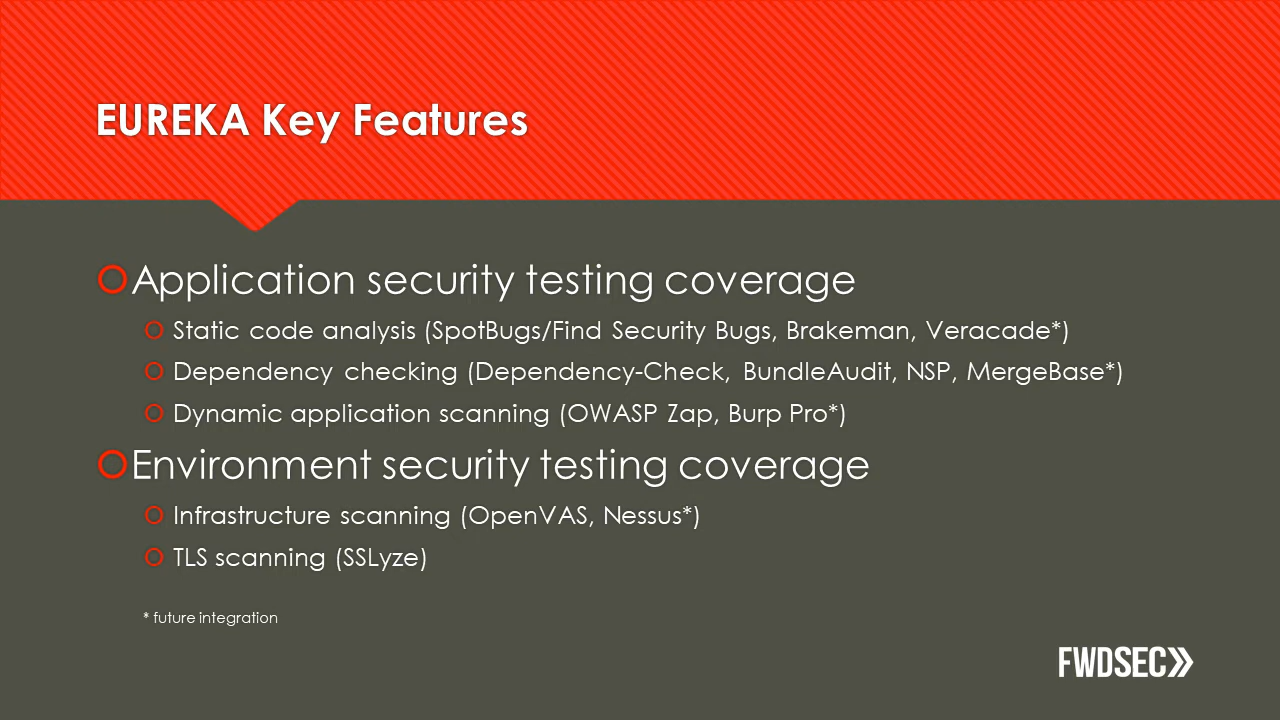 EUREKA Key Features
Application security testing coverage
Static code analysis (SpotBugs/Find Security Bugs, Brakeman, Veracade*)
Dependency checking (Dependency-Check, BundleAudit, NSP, MergeBase*)
Dynamic application scanning (OWASP Zap, Burp Pro*)
Environment security testing coverage
Infrastructure scanning (OpenVAS, Nessus*)
TLS scanning (SSLyze)
* future integration
FWDSEC